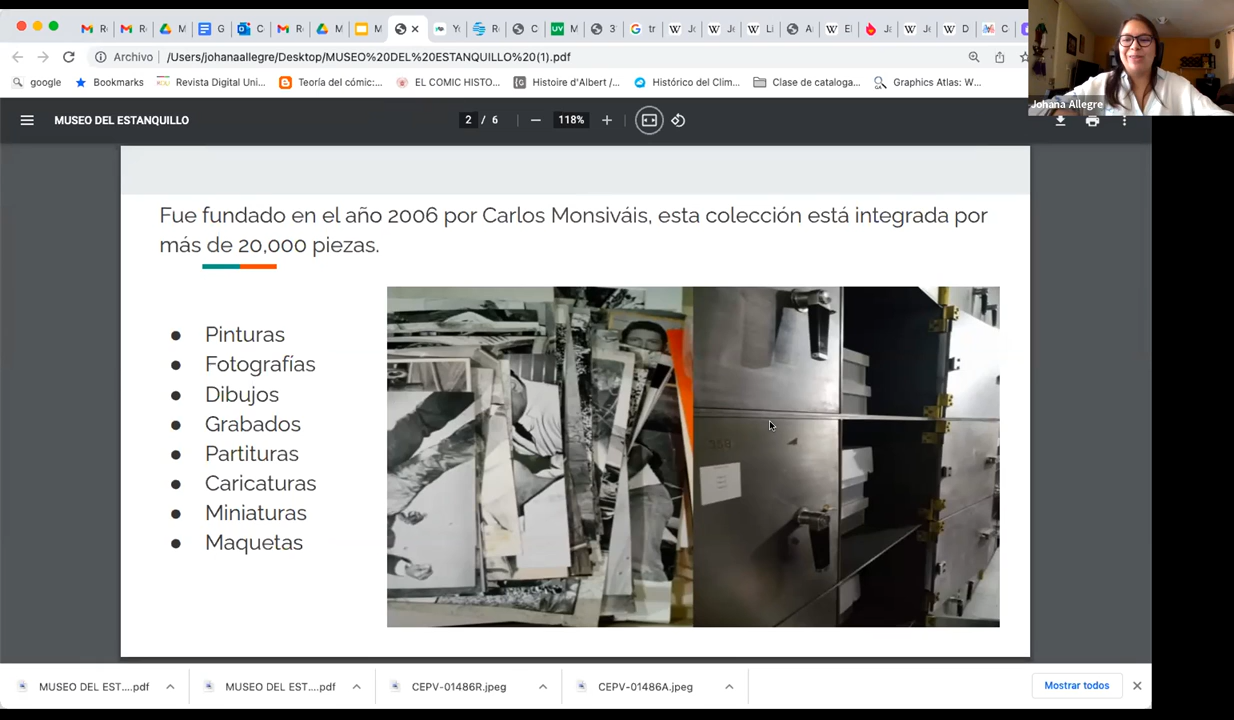 Archivo /Users/johanaallegre/Desktop/MUSEO%20DEL%20ESTANQUILLO%20(1).pdf
google Bookmarks Revista Digital Uni... Teoría del cómic:... EL COMIC HISTO... Histoire d'Albert /... Histórico del Clim... Clase de cataloga... Graphics Atlas: W...
Johana Allegre
MUSEO DEL ESTANQUILLO 2 / 6 118%
Fue fundado en el año 2006 por Carlos Monsiváis, esta colección está integrada por
más de 20,000 piezas.
● Pinturas
● Fotografías
● Dibujos
● Grabados
● Partituras
● Caricaturas
● Miniaturas
● Maquetas
MUSEO DEL EST....pdf MUSEO DEL EST....pdf CEPV-01486R.jpeg CEPV-01486A.jpeg Mostrar todos